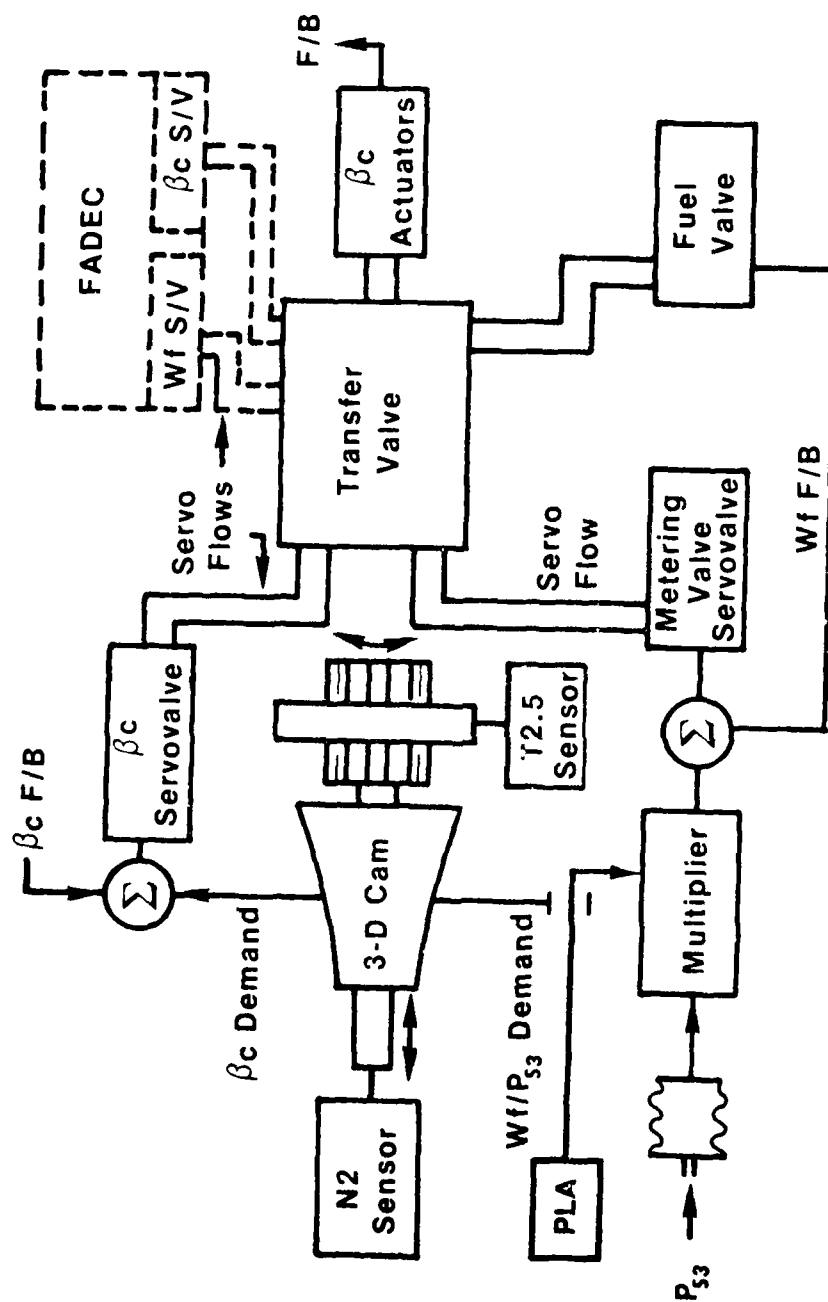 FADEC
Wf S/V
βc S/V
F/B
βc
Actuators
Servo
Flows
Transfer
Valve
Fuel
Valve
βc F/B
Σ
βc
Servovalve
βc Demand
3-D Cam
N2
Sensor
T2.5
Sensor
Servo
Flow
Metering
Valve
Servovalve
Wf F/B
Σ
Wf/PS3 Demand
PLA
Multiplier
PS3